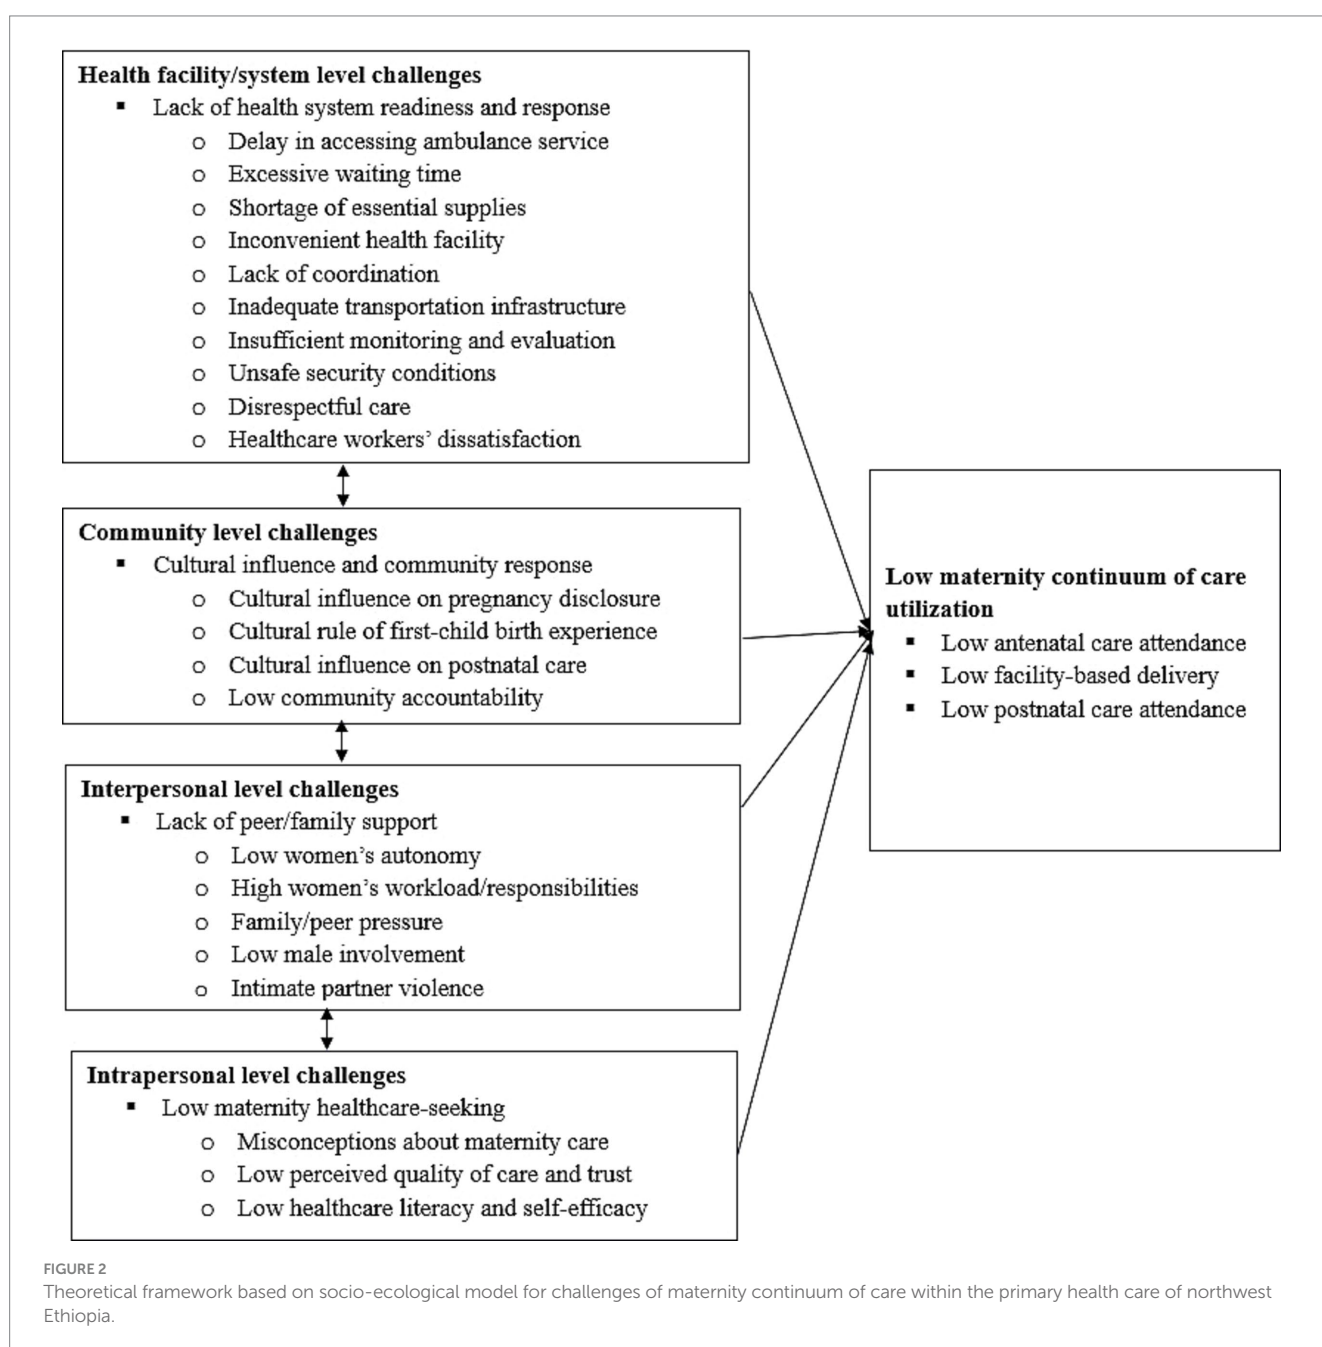 Health facility/system level challenges
▪ Lack of health system readiness and response
o Delay in accessing ambulance service
o Excessive waiting time
o Shortage of essential supplies
o Inconvenient health facility
o Lack of coordination
o Inadequate transportation infrastructure
o Insufficient monitoring and evaluation
o Unsafe security conditions
o Disrespectful care
o Healthcare workers’ dissatisfaction
Community level challenges
▪ Cultural influence and community response
o Cultural influence on pregnancy disclosure
o Cultural rule of first-child birth experience
o Cultural influence on postnatal care
o Low community accountability
Interpersonal level challenges
▪ Lack of peer/family support
o Low women’s autonomy
o High women’s workload/responsibilities
o Family/peer pressure
o Low male involvement
o Intimate partner violence
Intrapersonal level challenges
▪ Low maternity healthcare-seeking
o Misconceptions about maternity care
o Low perceived quality of care and trust
o Low healthcare literacy and self-efficacy
Low maternity continuum of care
utilization
▪ Low antenatal care attendance
▪ Low facility-based delivery
▪ Low postnatal care attendance
FIGURE 2
Theoretical framework based on socio-ecological model for challenges of maternity continuum of care within the primary health care of northwest
Ethiopia.